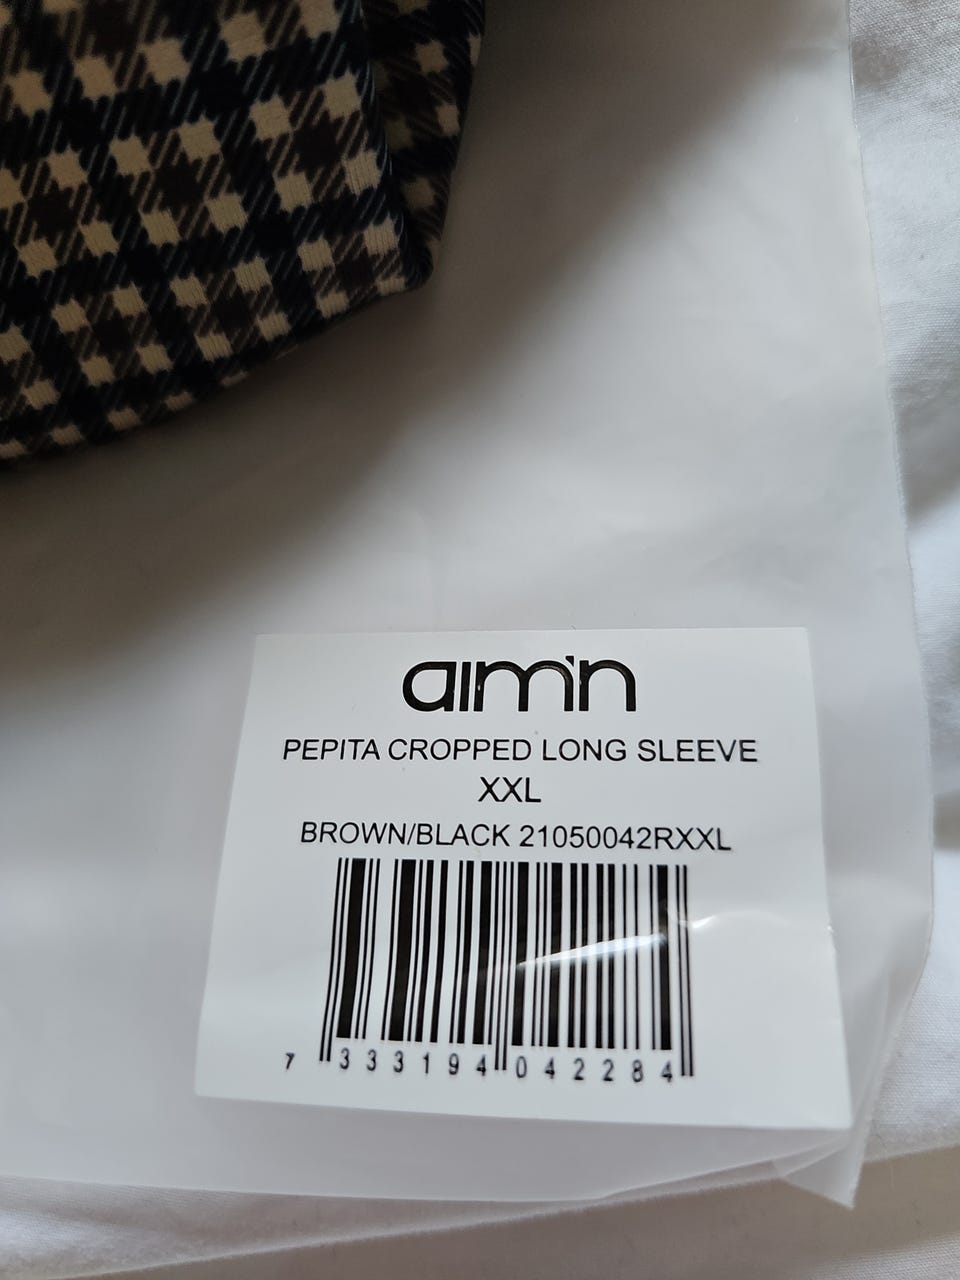 aim'n
PEPITA CROPPED LONG SLEEVE
XXL
BROWN/BLACK 21050042RXXL
7 333194 042284